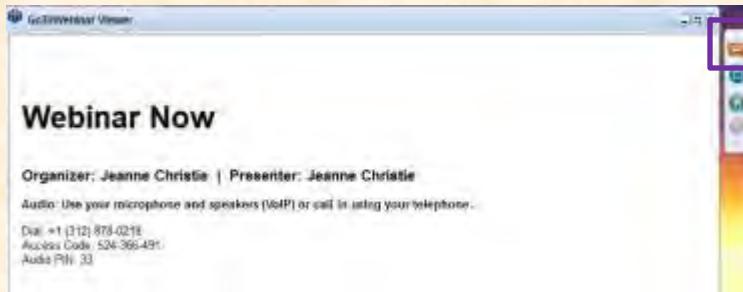 GoToWebinar Viewer
Webinar Now
Organizer: Jeanne Christie | Presenter: Jeanne Christie
Audio: Use your microphone and speakers (VoIP) or call in using your telephone.
Dial: +1 (312) 878-0218
Access Code: 524-366-491
Audio PIN: 33